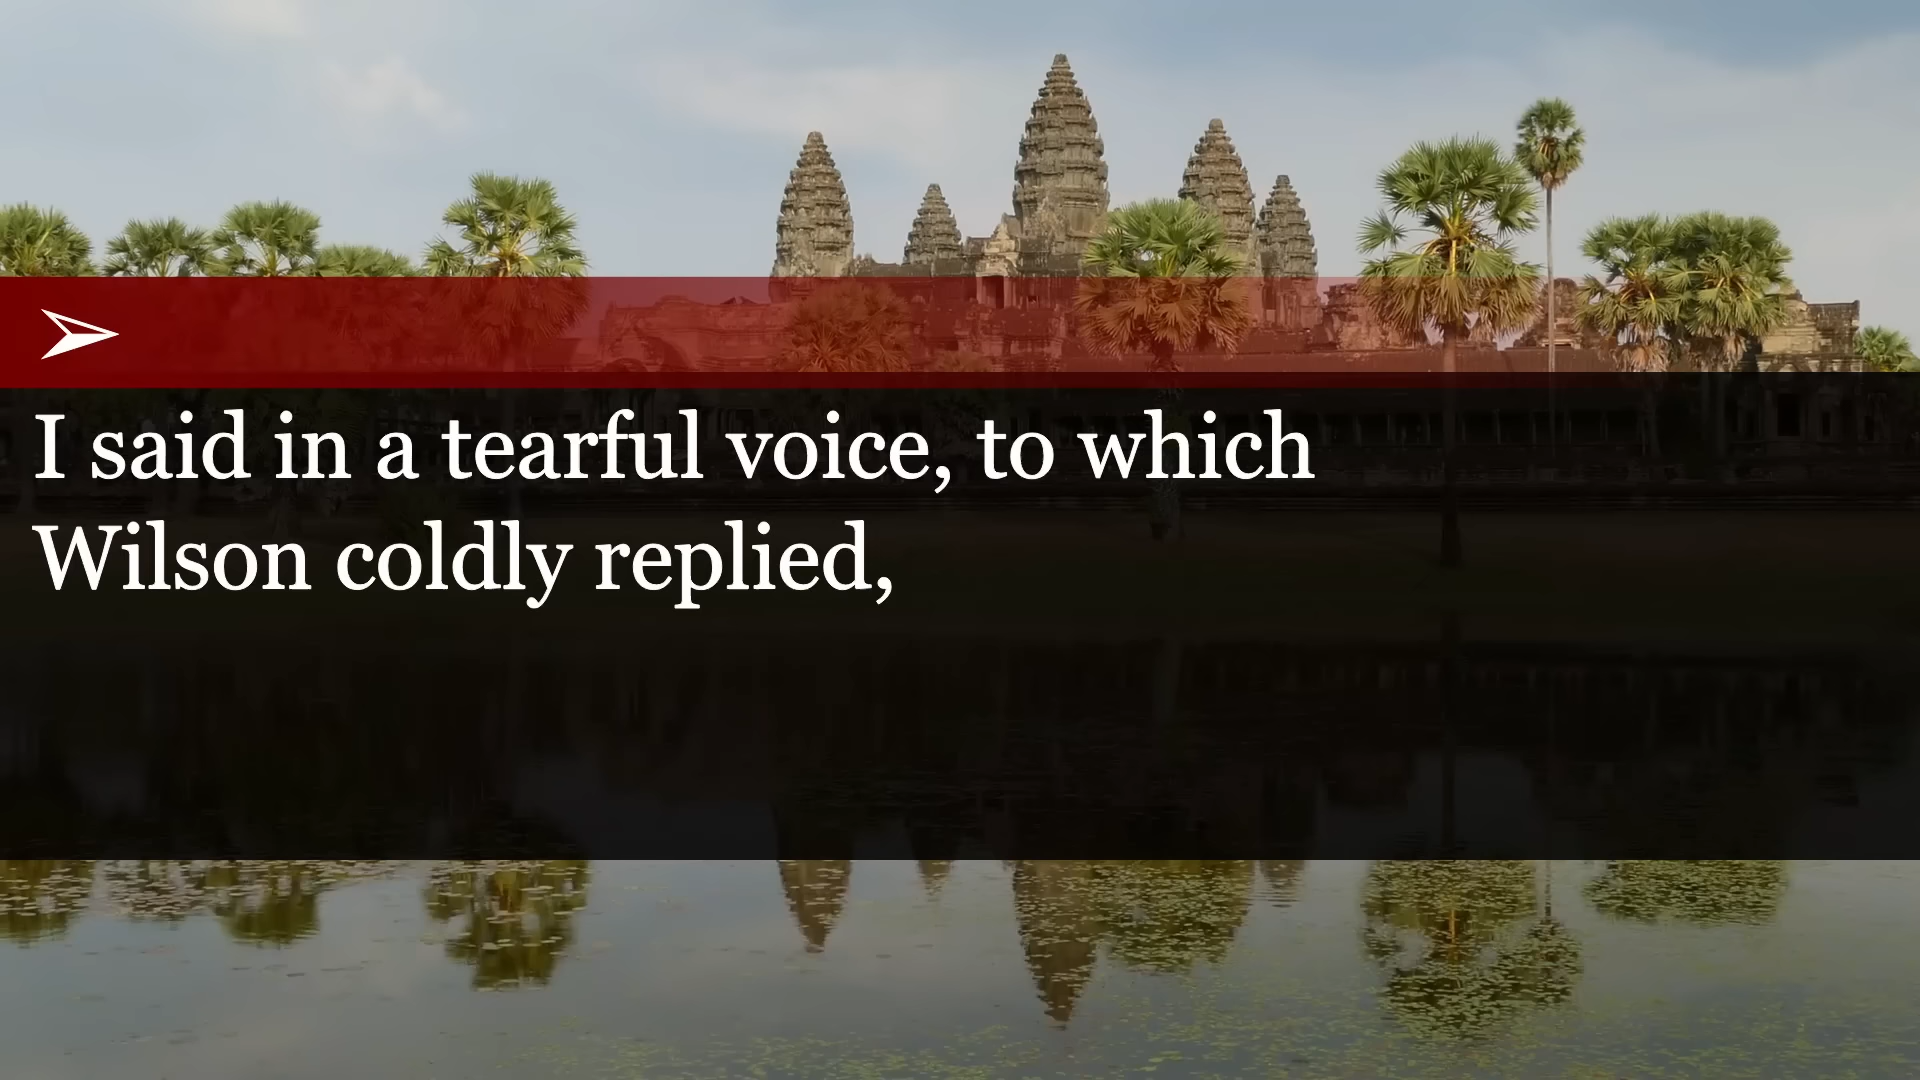 I said in a tearful voice, to which
Wilson coldly replied,